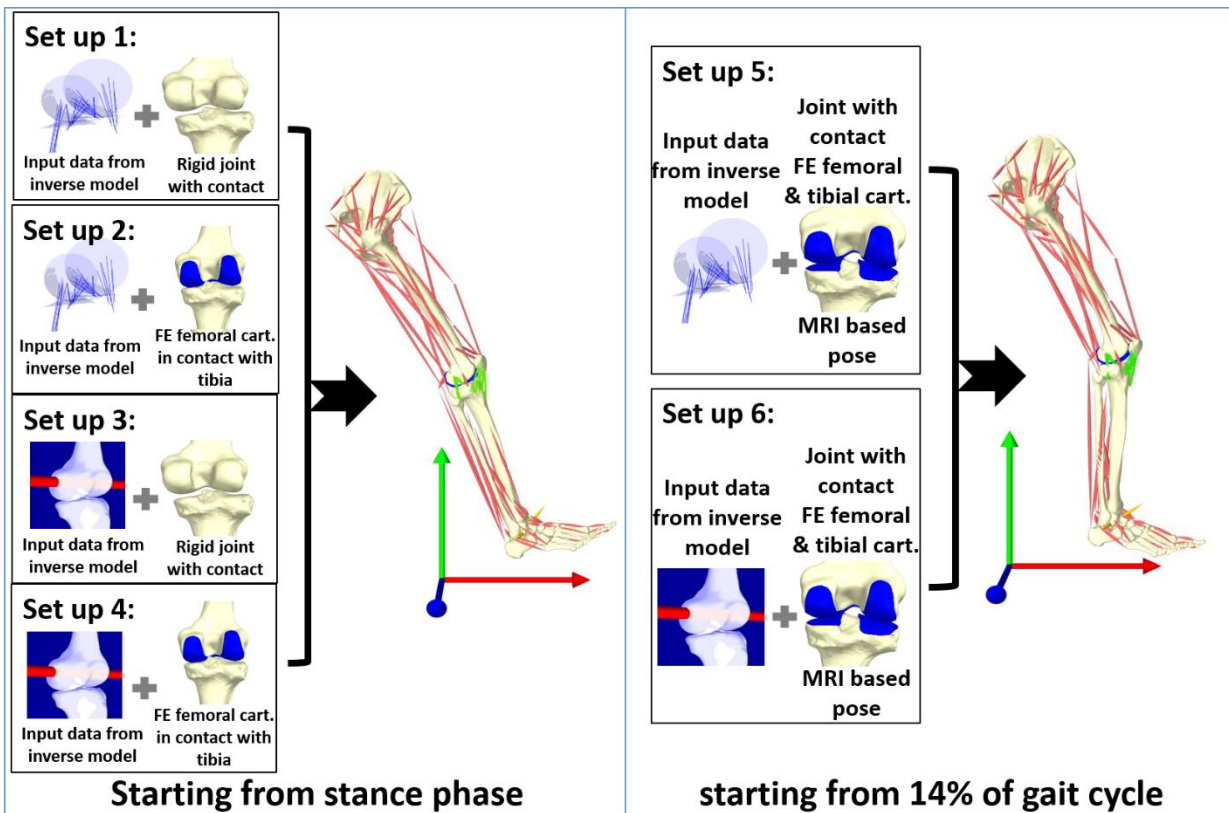 Set up 1:
Input data from
inverse model
Rigid joint
with contact
Set up 2:
Input data from
inverse model
FE femoral cart.
in contact with
tibia
Set up 3:
Input data from
inverse model
Rigid joint
with contact
Set up 4:
Input data from
inverse model
FE femoral cart.
in contact with
tibia
Starting from stance phase
Set up 5:
Input data
from inverse
model
Joint with
contact
FE femoral
& tibial cart.
MRI based
pose
Set up 6:
Input data
from inverse
model
Joint with
contact
FE femoral
& tibial cart.
MRI based
pose
starting from 14% of gait cycle